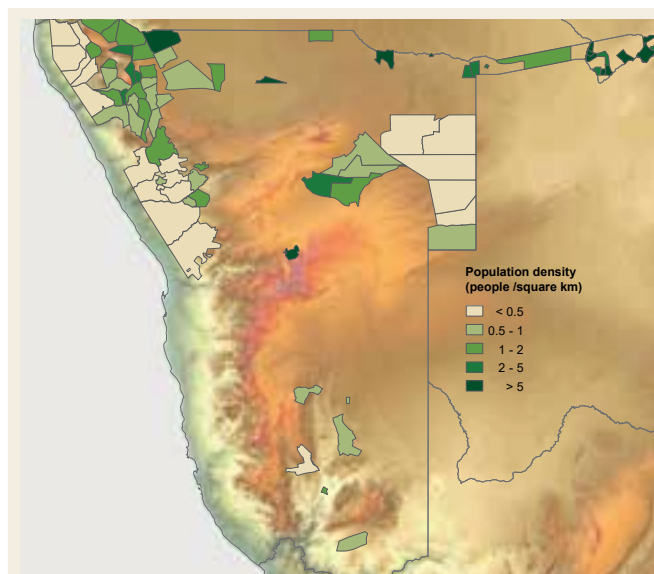 Population density
(people /square km)
< 0.5
0.5 - 1
1 - 2
2 - 5
> 5